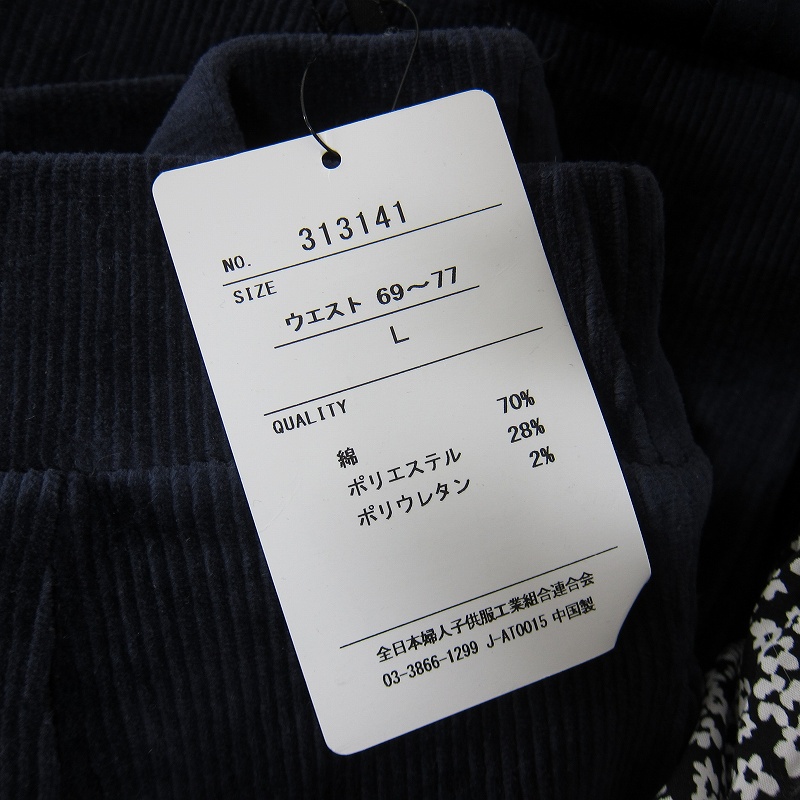 NO. 313141
SIZE
ウエスト 69～77
L
QUALITY
綿 70%
ポリエステル 28%
ポリウレタン 2%
全日本婦人子供服工業組合連合会
03-3866-1299 J-AT0015 中国製